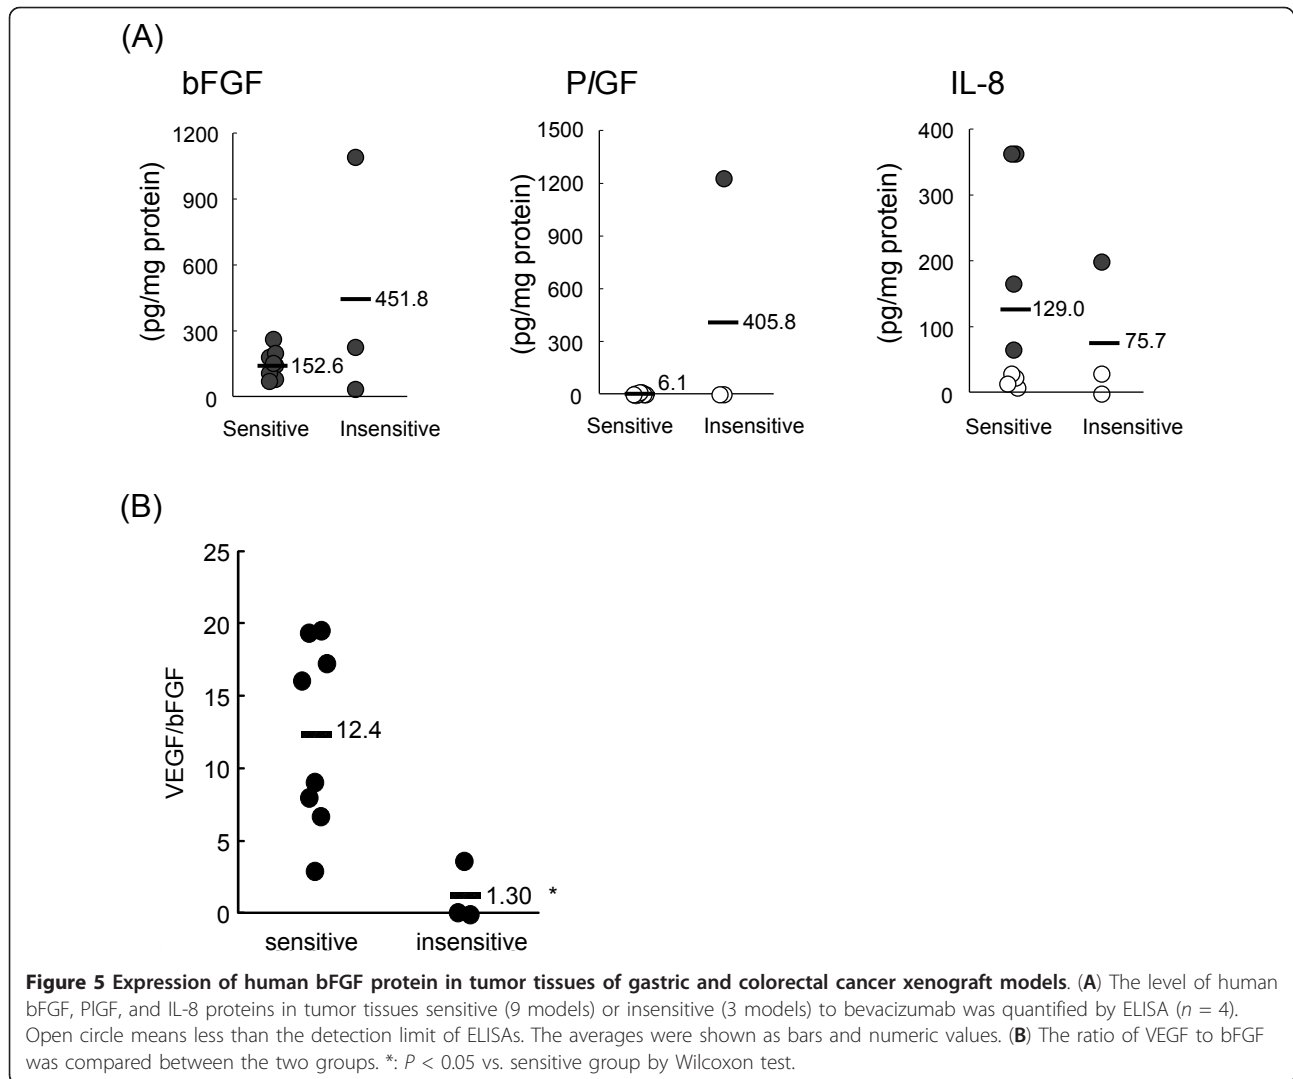 (A)
bFGF
PlGF
IL-8
(pg/mg protein)
1200
900
600
300
0
451.8
152.6
Sensitive
Insensitive
(pg/mg protein)
1500
1200
900
600
300
0
405.8
6.1
Sensitive
Insensitive
(pg/mg protein)
400
300
200
100
0
129.0
75.7
Sensitive
Insensitive
(B)
VEGF/bFGF
25
20
15
10
5
0
12.4
1.30 *
sensitive
insensitive
Figure 5 Expression of human bFGF protein in tumor tissues of gastric and colorectal cancer xenograft models. (A) The level of human
bFGF, PlGF, and IL-8 proteins in tumor tissues sensitive (9 models) or insensitive (3 models) to bevacizumab was quantified by ELISA (n = 4).
Open circle means less than the detection limit of ELISAs. The averages were shown as bars and numeric values. (B) The ratio of VEGF to bFGF
was compared between the two groups. *: P < 0.05 vs. sensitive group by Wilcoxon test.